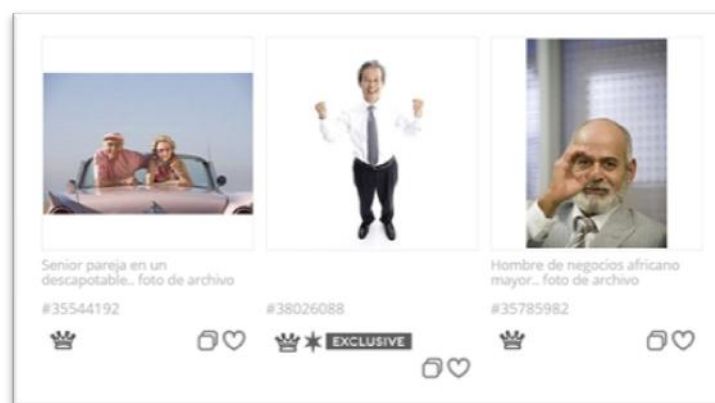 Senior pareja en un
descapotable.. foto de archivo
#35544192
#38026088
EXCLUSIVE
Hombre de negocios africano
mayor.. foto de archivo
#35785982